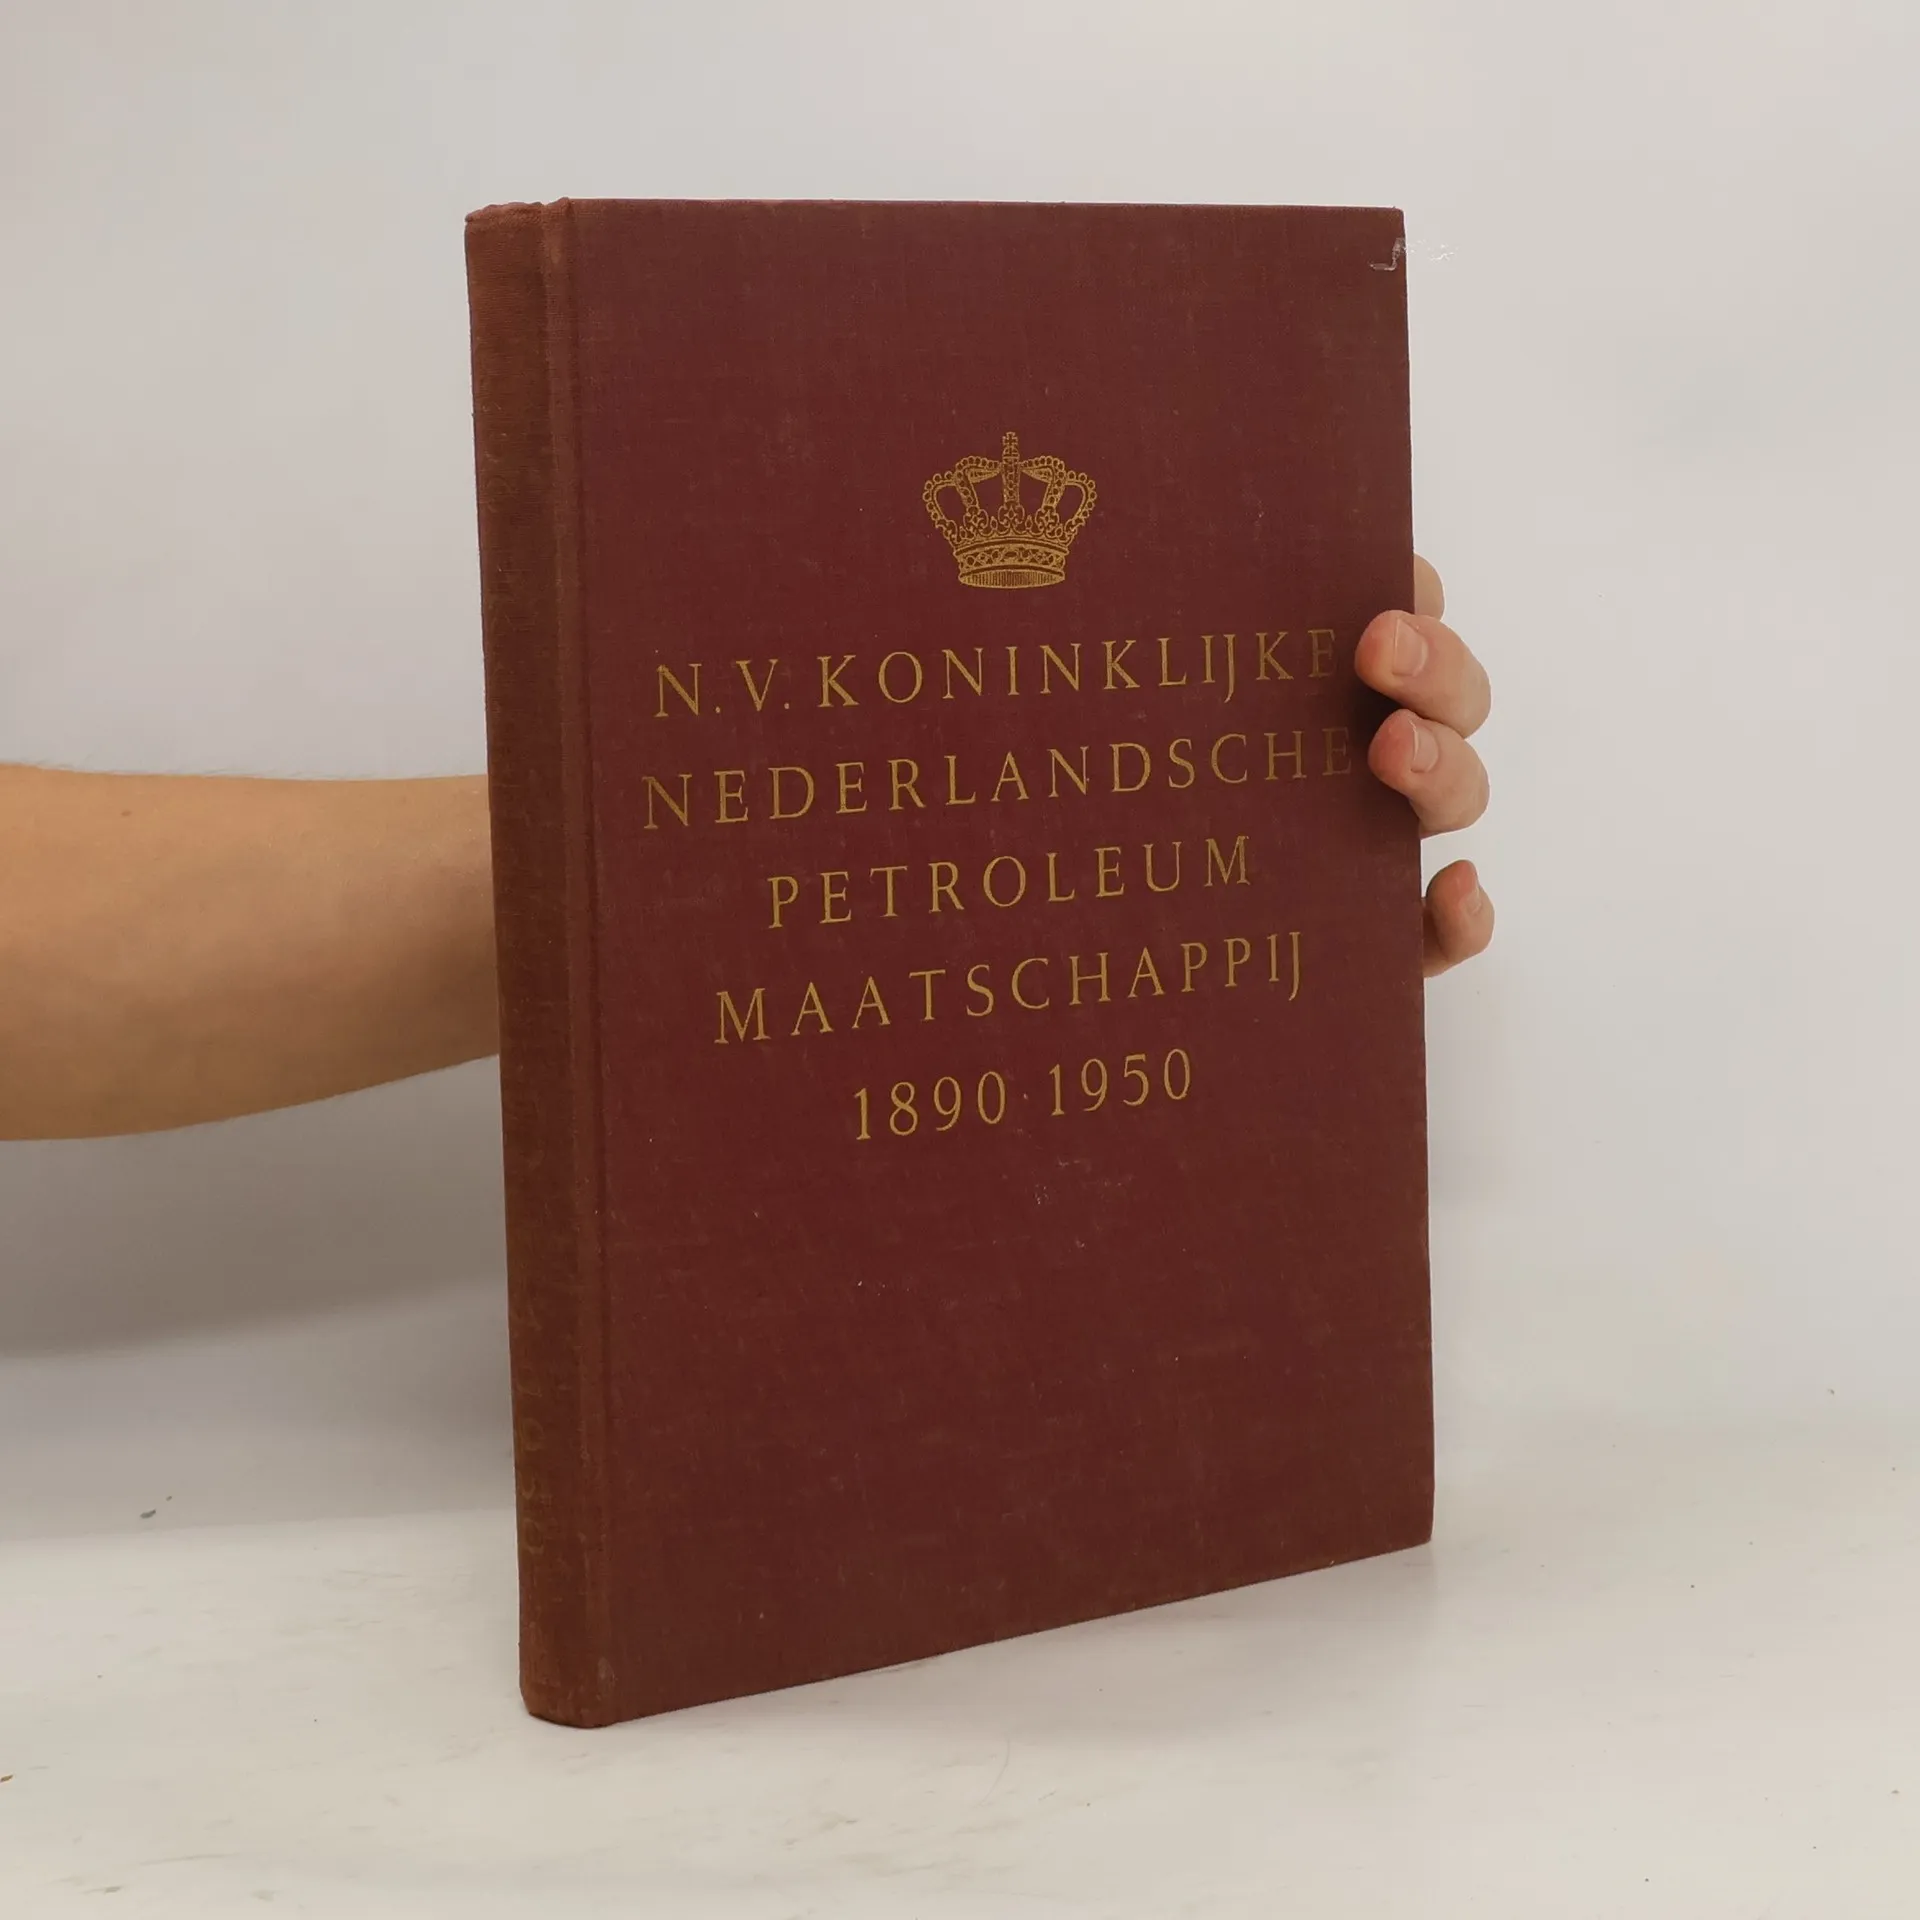 N.V. KONINKLIJKE
NEDERLANDSCHE
PETROLEUM
MAATSCHAPPIJ
1890·1950